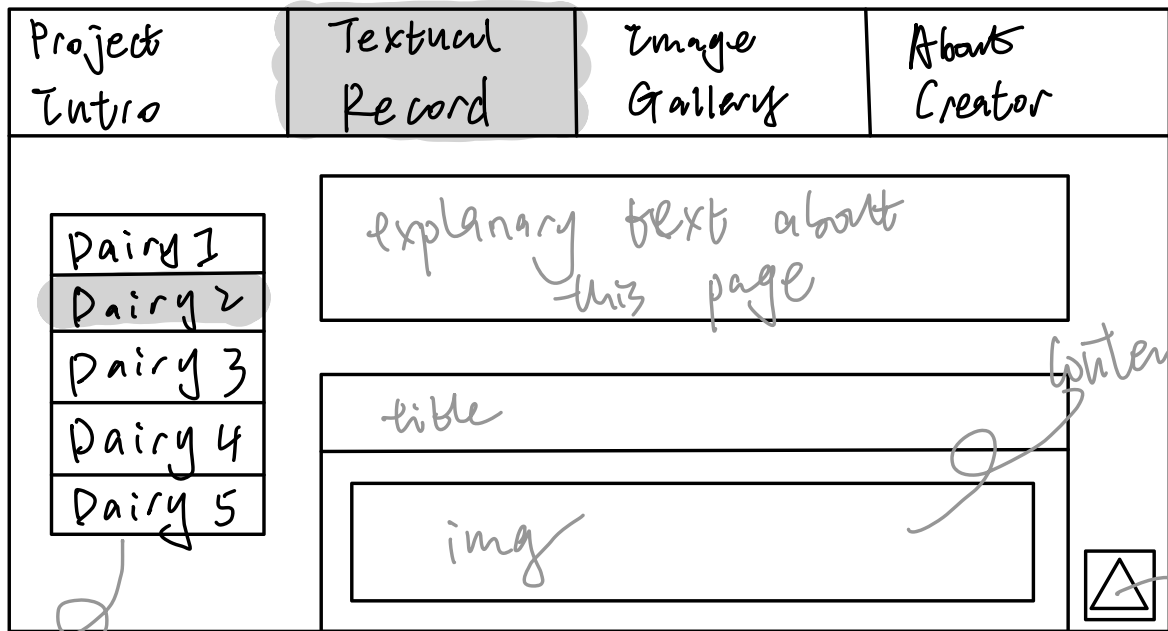 Project
Intro
Textual
Record
Image
Gallery
About
Creator
Dairy 1
Dairy 2
Dairy 3
Dairy 4
Dairy 5
explanary text about
this page
Conten
title
img